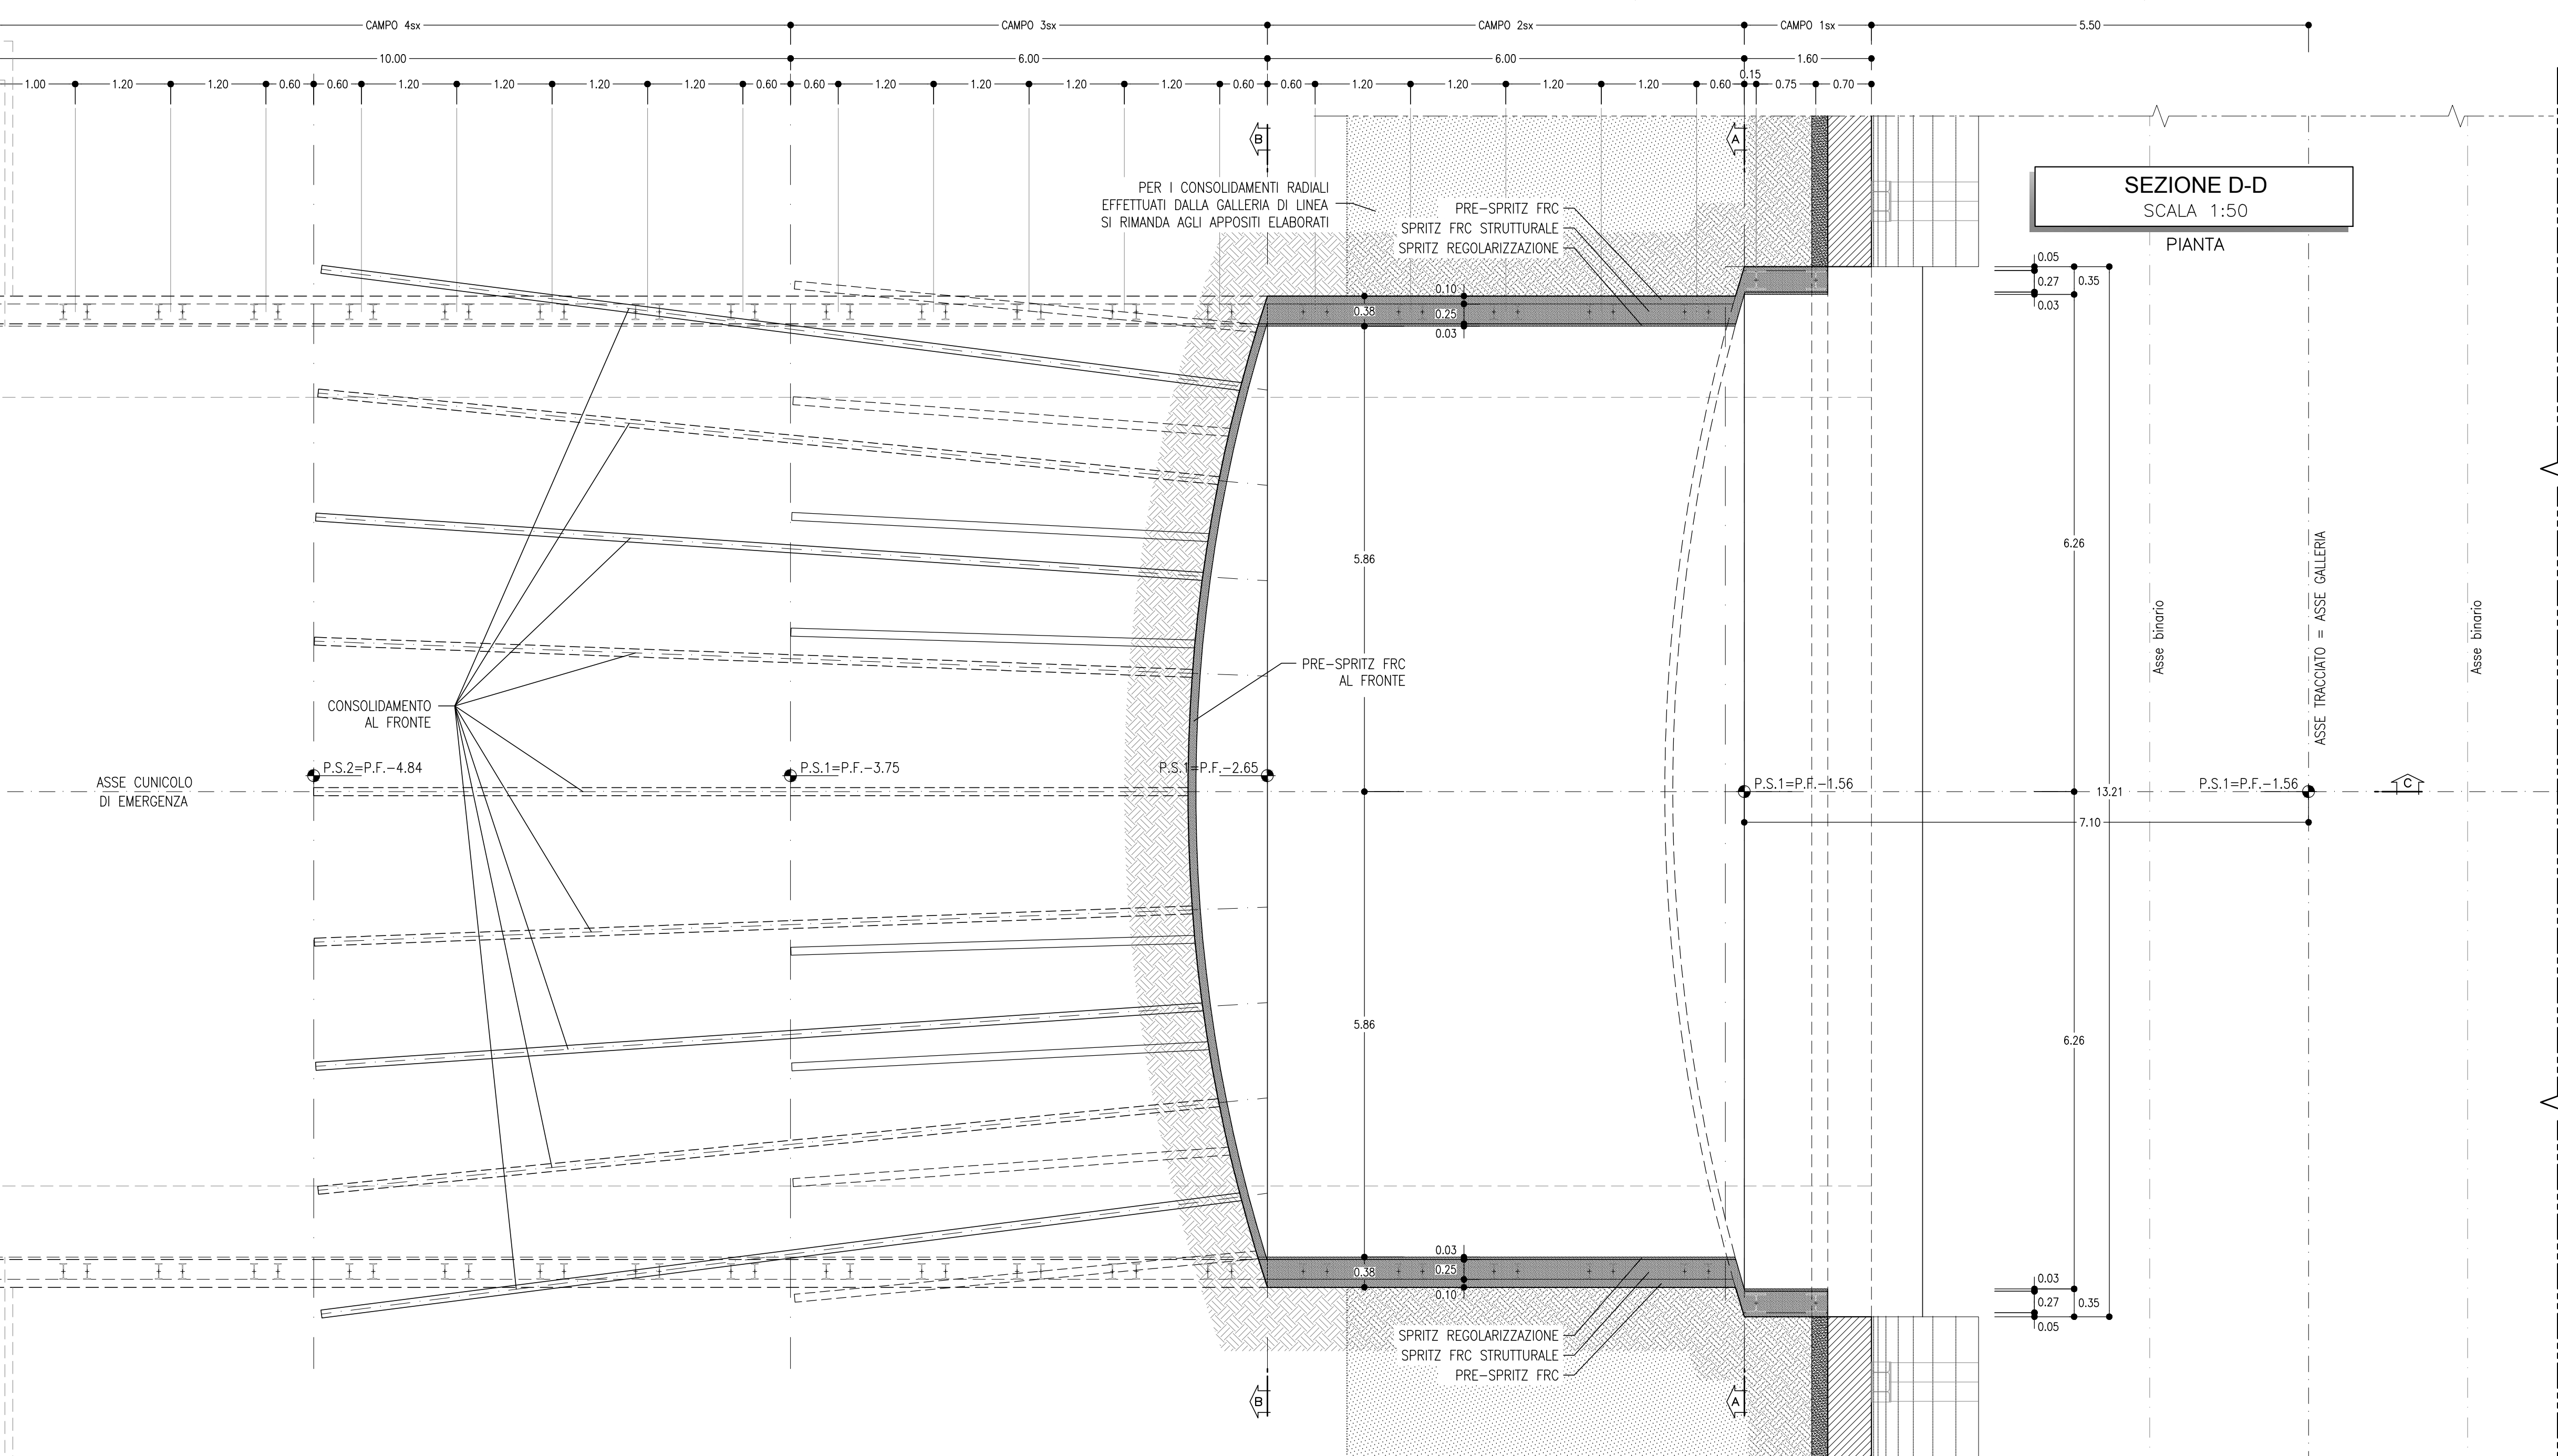 CAMPO 4sx CAMPO 3sx CAMPO 2sx CAMPO 1sx 5.50
10.00 6.00 6.00 1.60
0.15
1.00 1.20 1.20 0.60 0.60 1.20 1.20 1.20 1.20 0.60 0.60 1.20 1.20 1.20 1.20 0.60 0.60 1.20 1.20 1.20 1.20 0.60 0.75 0.70
B
A
SEZIONE D-D
SCALA 1:50
PIANTA
PER I CONSOLIDAMENTI RADIALI
EFFETTUATI DALLA GALLERIA DI LINEA
SI RIMANDA AGLI APPOSITI ELABORATI
PRE-SPRITZ FRC
SPRITZ FRC STRUTTURALE
SPRITZ REGOLARIZZAZIONE
0.05
0.27
0.35
0.03
0.10
0.38
0.25
0.03
5.86
6.26
PRE-SPRITZ FRC
AL FRONTE
CONSOLIDAMENTO
AL FRONTE
Asse binario
ASSE TRACCIATO = ASSE GALLERIA
Asse binario
ASSE CUNICOLO
DI EMERGENZA
P.S.2=P.F.-4.84
P.S.1=P.F.-3.75
P.S.1=P.F.-2.65
P.S.1=P.F.-1.56
P.S.1=P.F.-1.56
C
13.21
7.10
5.86
6.26
0.03
0.38
0.25
0.10
0.03
0.27
0.35
0.05
SPRITZ REGOLARIZZAZIONE
SPRITZ FRC STRUTTURALE
PRE-SPRITZ FRC
B
A